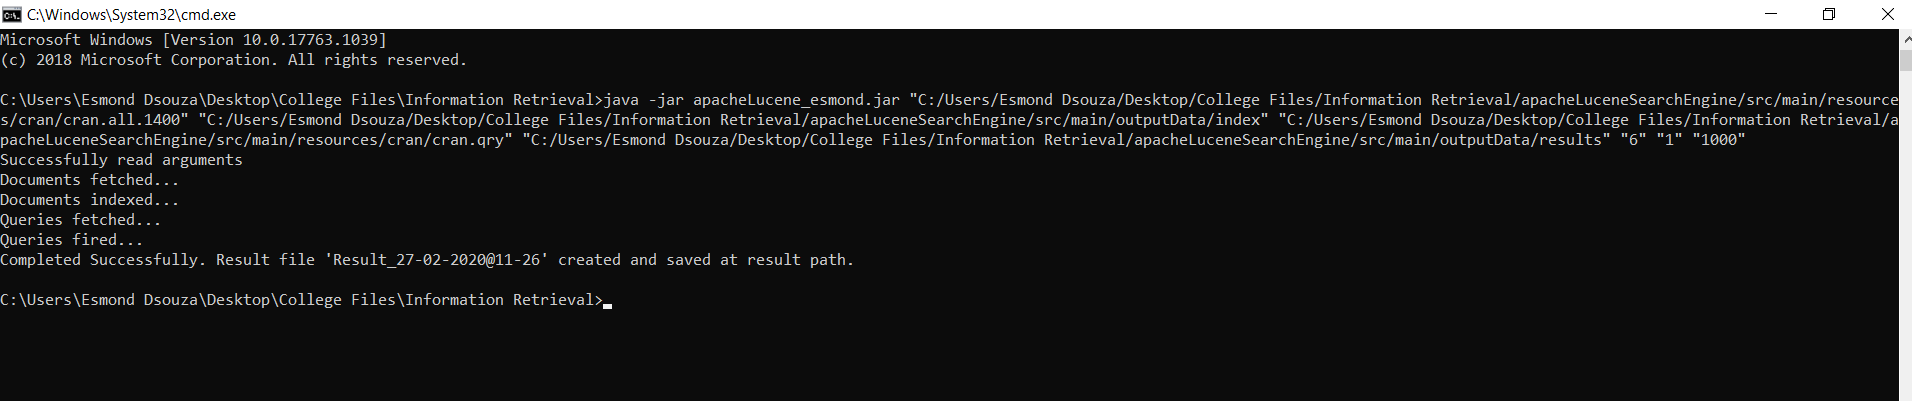 C:\Windows\System32\cmd.exe
Microsoft Windows [Version 10.0.17763.1039]
(c) 2018 Microsoft Corporation. All rights reserved.
C:\Users\Esmond Dsouza\Desktop\College Files\Information Retrieval>java -jar apacheLucene_esmond.jar "C:/Users/Esmond Dsouza/Desktop/College Files/Information Retrieval/apacheLuceneSearchEngine/src/main/resource
s/cran/cran.all.1400" "C:/Users/Esmond Dsouza/Desktop/College Files/Information Retrieval/apacheLuceneSearchEngine/src/main/outputData/index" "C:/Users/Esmond Dsouza/Desktop/College Files/Information Retrieval/a
pacheLuceneSearchEngine/src/main/resources/cran/cran.qry" "C:/Users/Esmond Dsouza/Desktop/College Files/Information Retrieval/apacheLuceneSearchEngine/src/main/outputData/results" "6" "1" "1000"
Successfully read arguments
Documents fetched...
Documents indexed...
Queries fetched...
Queries fired...
Completed Successfully. Result file 'Result_27-02-2020@11-26' created and saved at result path.
C:\Users\Esmond Dsouza\Desktop\College Files\Information Retrieval>